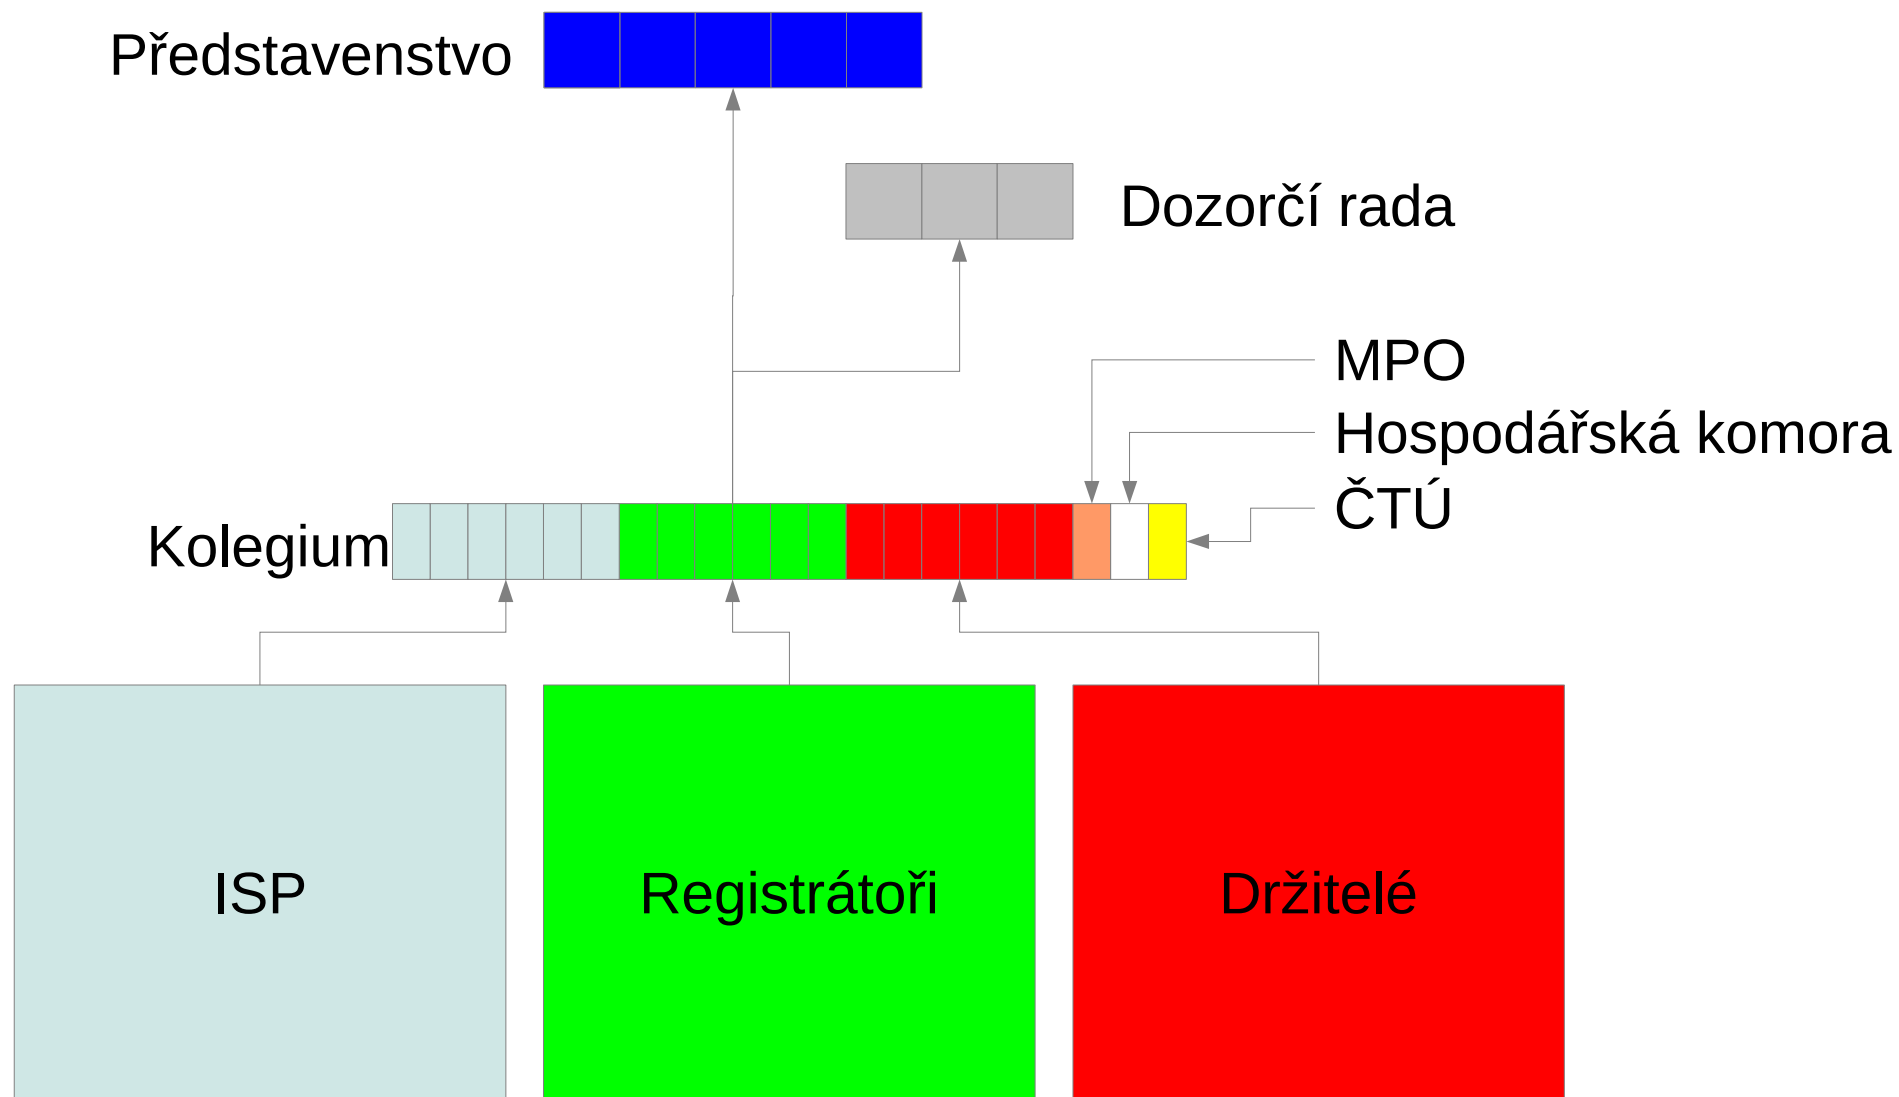 Představenstvo
Dozorčí rada
MPO
Hospodářská komora
ČTÚ
Kolegium
ISP
Registrátoři
Držitelé